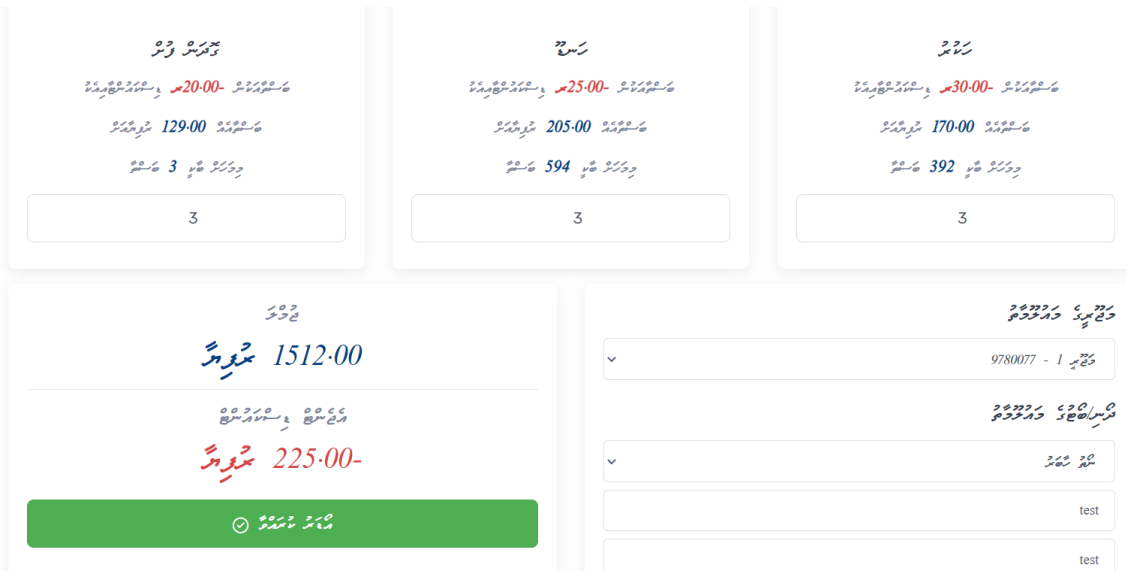 ހަކުރު
ބަސްތާއަކުން -30.00ރ ޑިސްކައުންޓާއިއެކު
ބަސްތާއެއް 170.00 ރުފިޔާއަށް
މިމަހަށް ބާކީ 392 ބަސްތާ
3
ހަނޑޫ
ބަސްތާއަކުން -25.00ރ ޑިސްކައުންޓާއިއެކު
ބަސްތާއެއް 205.00 ރުފިޔާއަށް
މިމަހަށް ބާކީ 594 ބަސްތާ
3
ގޮދަން ފުށް
ބަސްތާއަކުން -20.00ރ ޑިސްކައުންޓާއިއެކު
ބަސްތާއެއް 129.00 ރުފިޔާއަށް
މިމަހަށް ބާކީ 3 ބަސްތާ
3
މަޖޫރީގެ މައުލޫމާތު
މަޖޫރީ 1 - 9780077
ދޯނި/ބޯޓުގެ މައުލޫމާތު
ނޯތު ހާބަރު
test
test
ޖުމްލަ
1512.00 ރުފިޔާ
އެޖެންޓް ޑިސްކައުންޓް
-225.00 ރުފިޔާ
އޯޑަރު ކުރައްވާ